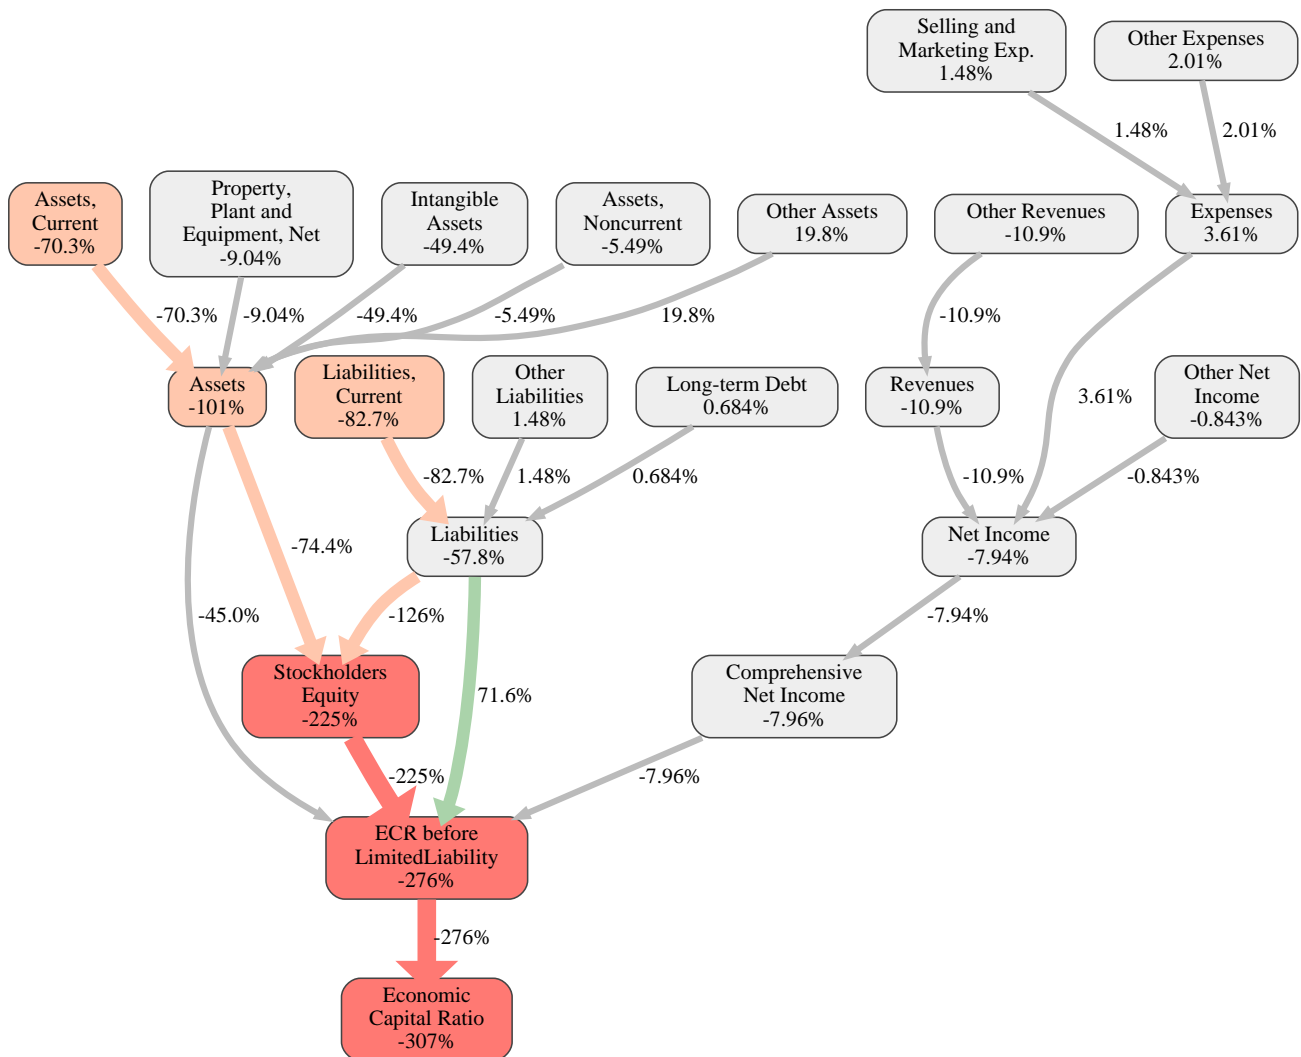 Selling and
Marketing Exp.
1.48%
Other Expenses
2.01%
1.48%
2.01%
Assets,
Current
-70.3%
Property,
Plant and
Equipment, Net
-9.04%
Intangible
Assets
-49.4%
Assets,
Noncurrent
-5.49%
Other Assets
19.8%
Other Revenues
-10.9%
Expenses
3.61%
-70.3%
-9.04%
-49.4%
-5.49%
19.8%
-10.9%
3.61%
Assets
-101%
Liabilities,
Current
-82.7%
Other
Liabilities
1.48%
Long-term Debt
0.684%
Revenues
-10.9%
Other Net
Income
-0.843%
-82.7%
1.48%
0.684%
-10.9%
-0.843%
-74.4%
Liabilities
-57.8%
Net Income
-7.94%
-45.0%
-126%
-7.94%
Stockholders
Equity
-225%
71.6%
Comprehensive
Net Income
-7.96%
-225%
-7.96%
ECR before
LimitedLiability
-276%
-276%
Economic
Capital Ratio
-307%